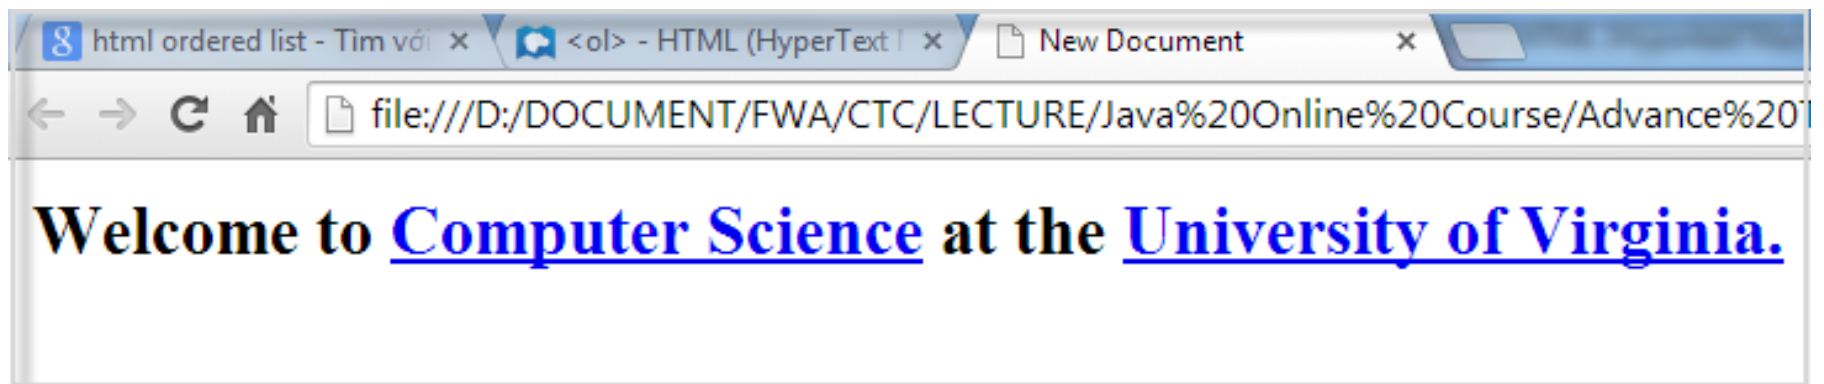 html ordered list - Tìm với
<ol> - HTML (HyperText
New Document
file:///D:/DOCUMENT/FWA/CTC/LECTURE/Java%20Online%20Course/Advance%20
Welcome to Computer Science at the University of Virginia.